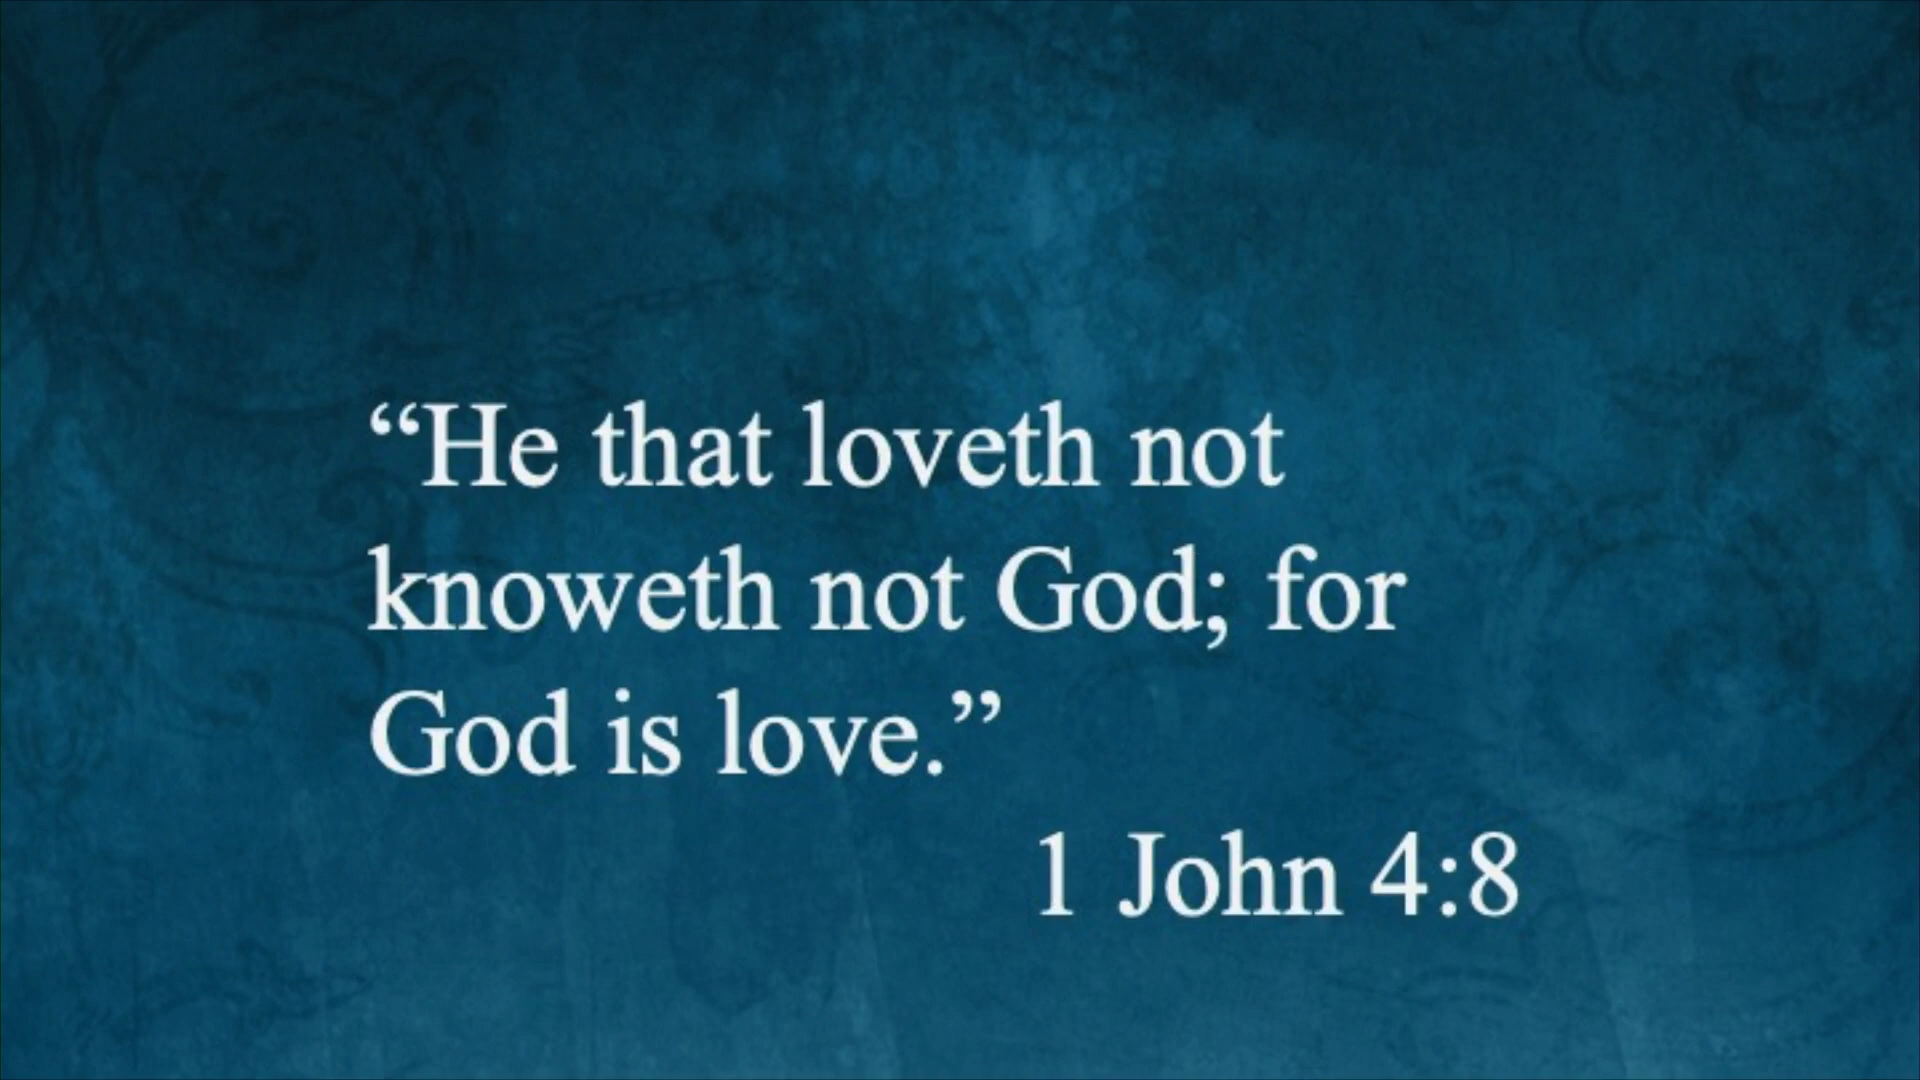 “He that loveth not
knoweth not God; for
God is love.”
1 John 4:8